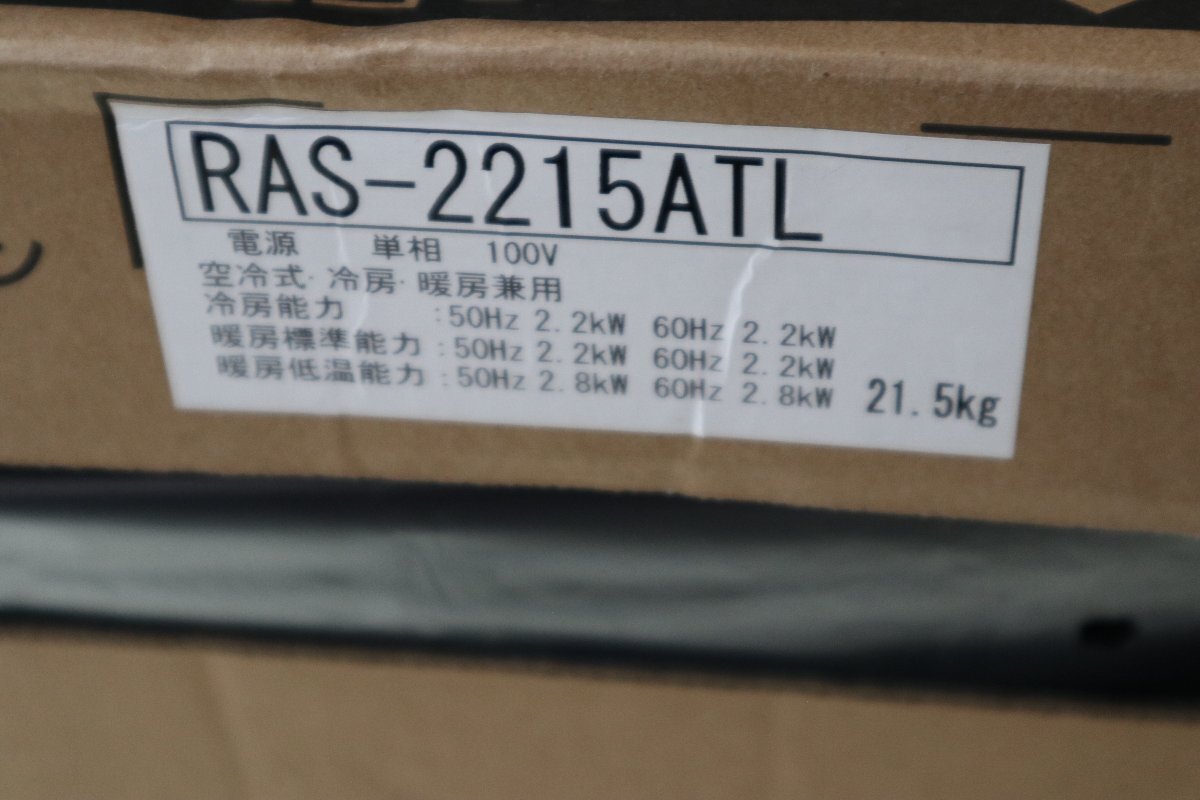 RAS-2215ATL
電源 単相 100V
空冷式·冷房·暖房兼用
冷房能力 :50Hz 2.2kW 60Hz 2.2kW
暖房標準能力 :50Hz 2.2kW 60Hz 2.2kW
暖房低温能力 :50Hz 2.8kW 60Hz 2.8kW 21.5kg